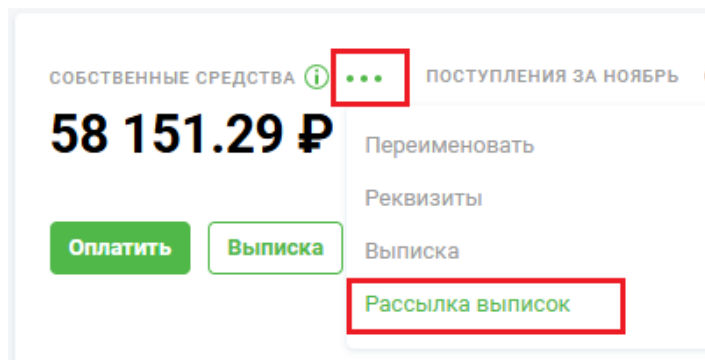 СОБСТВЕННЫЕ СРЕДСТВА ПОСТУПЛЕНИЯ ЗА НОЯБРЬ
58 151.29 ₽
Переименовать
Реквизиты
Оплатить Выписка Выписка
Рассылка выписок